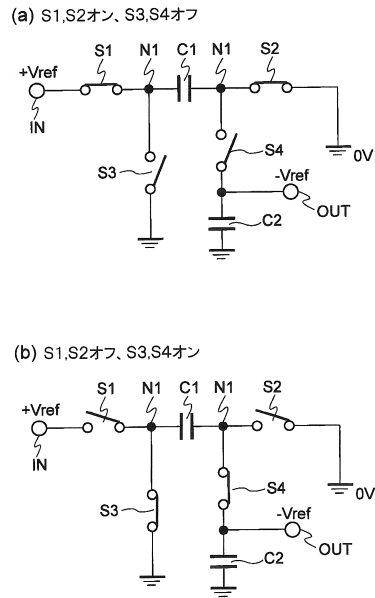 (a) S1,S2オン、S3,S4オフ
S1 N1 C1 N1 S2
+Vref
IN
S3
S4
0V
-Vref
C2
OUT
(b) S1,S2オフ、S3,S4オン
S1 N1 C1 N1 S2
+Vref
IN
S3
S4
0V
-Vref
C2
OUT